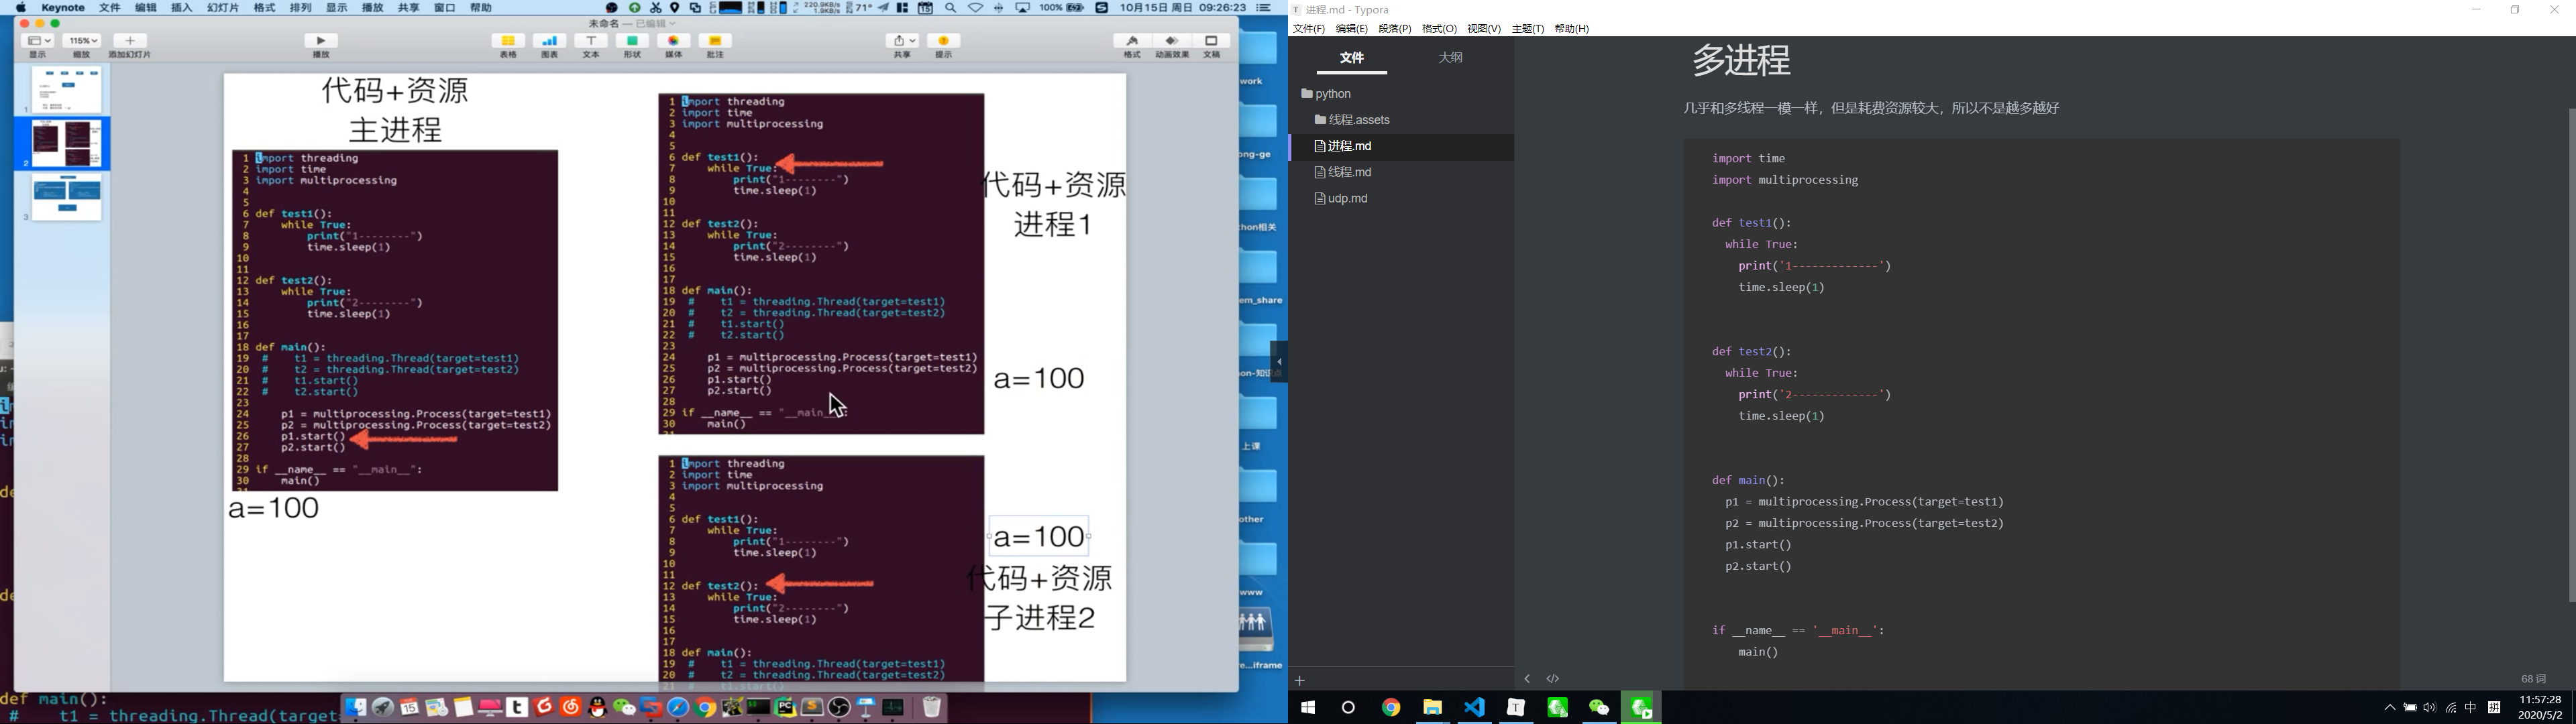 Keynote 文件 编辑 插入 幻灯片 格式 排列 显示 播放 共享 窗口 帮助
220.9KB/s
1.9KB/s
71°
100%
10月15日 周日 09:26:23
未命名 — 已编辑
115%
显示 缩放 添加幻灯片 播放 表格 图表 文本 形状 媒体 批注 共享 提示 格式 动画效果 文稿
1
2
3
代码+资源
主进程
1 import threading
2 import time
3 import multiprocessing
4
5
6 def test1():
7 while True:
8 print("1--------")
9 time.sleep(1)
10
11
12 def test2():
13 while True:
14 print("2--------")
15 time.sleep(1)
16
17
18 def main():
19 # t1 = threading.Thread(target=test1)
20 # t2 = threading.Thread(target=test2)
21 # t1.start()
22 # t2.start()
23
24 p1 = multiprocessing.Process(target=test1)
25 p2 = multiprocessing.Process(target=test2)
26 p1.start()
27 p2.start()
28
29 if __name__ == "__main__":
30 main()
a=100
1 import threading
2 import time
3 import multiprocessing
4
5
6 def test1():
7 while True:
8 print("1--------")
9 time.sleep(1)
10
11
12 def test2():
13 while True:
14 print("2--------")
15 time.sleep(1)
16
17
18 def main():
19 # t1 = threading.Thread(target=test1)
20 # t2 = threading.Thread(target=test2)
21 # t1.start()
22 # t2.start()
23
24 p1 = multiprocessing.Process(target=test1)
25 p2 = multiprocessing.Process(target=test2)
26 p1.start()
27 p2.start()
28
29 if __name__ == "__main__":
30 main()
代码+资源
进程1
a=100
1 import threading
2 import time
3 import multiprocessing
4
5
6 def test1():
7 while True:
8 print("1--------")
9 time.sleep(1)
10
11
12 def test2():
13 while True:
14 print("2--------")
15 time.sleep(1)
16
17
18 def main():
19 # t1 = threading.Thread(target=test1)
20 # t2 = threading.Thread(target=test2)
21 # t1.start()
a=100
代码+资源
子进程2
work
ong-ge
thon相关
em_share
on-知识点
上课
other
www
e...iframe
def main():
# t1 = threading.Thread(target=
进程.md - Typora
文件(F) 编辑(E) 段落(P) 格式(O) 视图(V) 主题(T) 帮助(H)
文件 大纲
python
线程.assets
进程.md
线程.md
udp.md
多进程
几乎和多线程一模一样，但是耗费资源较大，所以不是越多越好
import time
import multiprocessing
def test1():
while True:
print('1-------------')
time.sleep(1)
def test2():
while True:
print('2-------------')
time.sleep(1)
def main():
p1 = multiprocessing.Process(target=test1)
p2 = multiprocessing.Process(target=test2)
p1.start()
p2.start()
if __name__ == '__main__':
main()
68 词
中
拼
11:57:28
2020/5/2